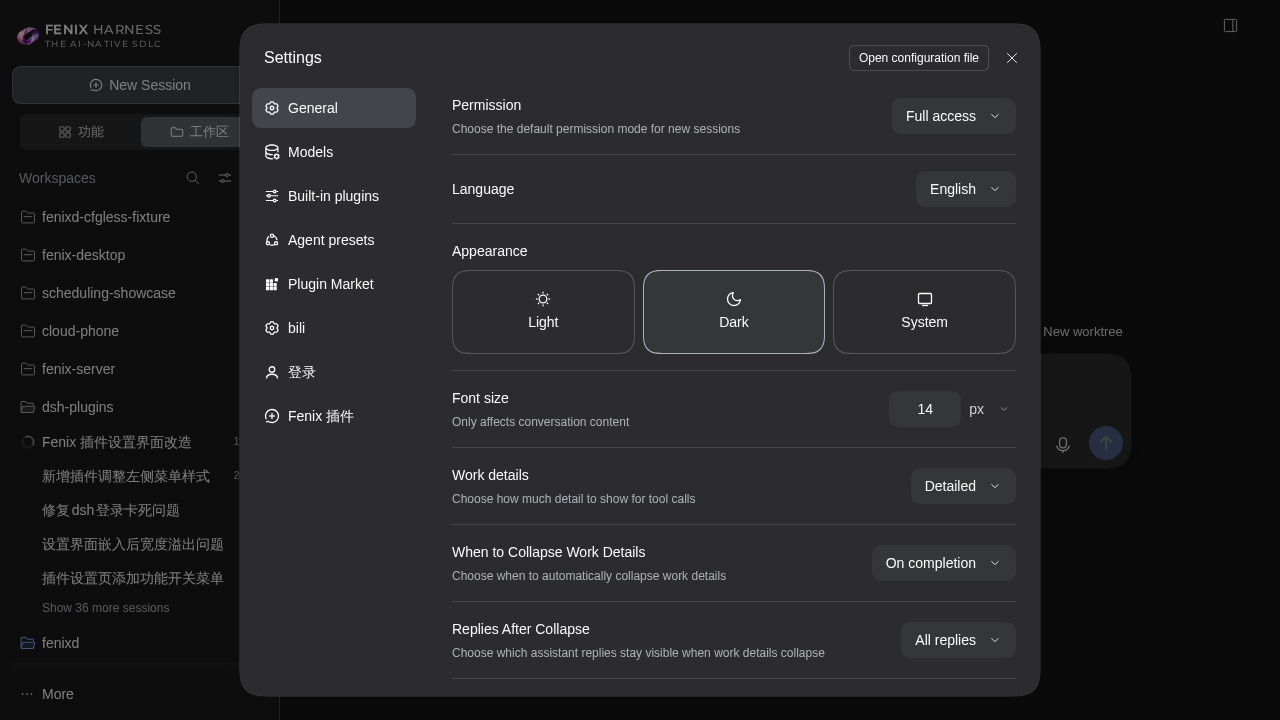 FENIX HARNESS
THE AI-NATIVE SDLC
New Session
功能
工作区
Workspaces
fenixd-cfgless-fixture
fenix-desktop
scheduling-showcase
cloud-phone
fenix-server
dsh-plugins
Fenix 插件设置界面改造
新增插件调整左侧菜单样式
修复 dsh 登录卡死问题
设置界面嵌入后宽度溢出问题
插件设置页添加功能开关菜单
Show 36 more sessions
fenixd
More
Settings
Open configuration file
General
Models
Built-in plugins
Agent presets
Plugin Market
bili
登录
Fenix 插件
Permission
Choose the default permission mode for new sessions
Full access
Language
English
Appearance
Light
Dark
System
Font size
Only affects conversation content
14
px
Work details
Choose how much detail to show for tool calls
Detailed
When to Collapse Work Details
Choose when to automatically collapse work details
On completion
Replies After Collapse
Choose which assistant replies stay visible when work details collapse
All replies
New worktree